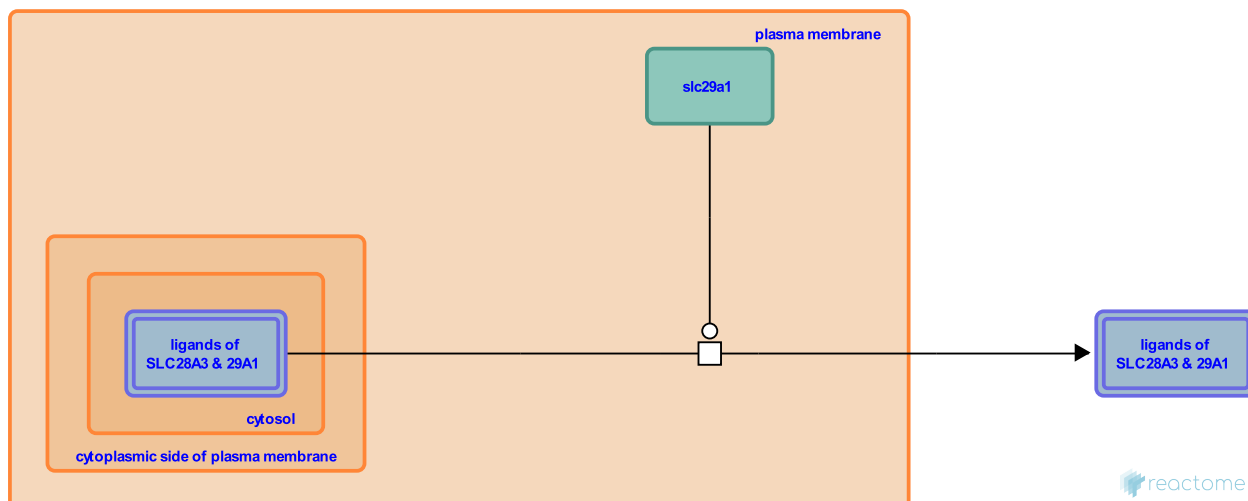 plasma membrane
slc29a1
ligands of
SLC28A3 & 29A1
cytosol
cytoplasmic side of plasma membrane
ligands of
SLC28A3 & 29A1
reactome